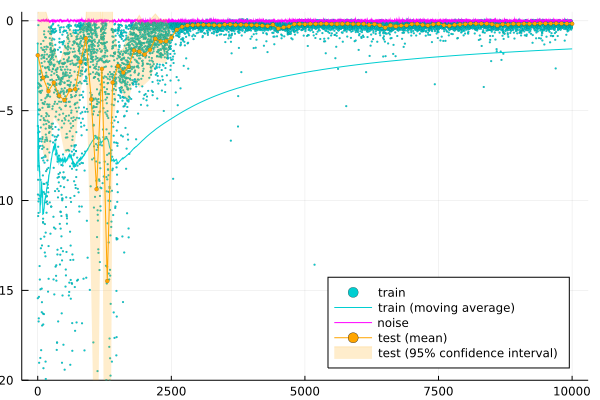 0
−5
10
15
20
0
2500
5000
7500
10000
train
train (moving average)
noise
test (mean)
test (95% confidence interval)